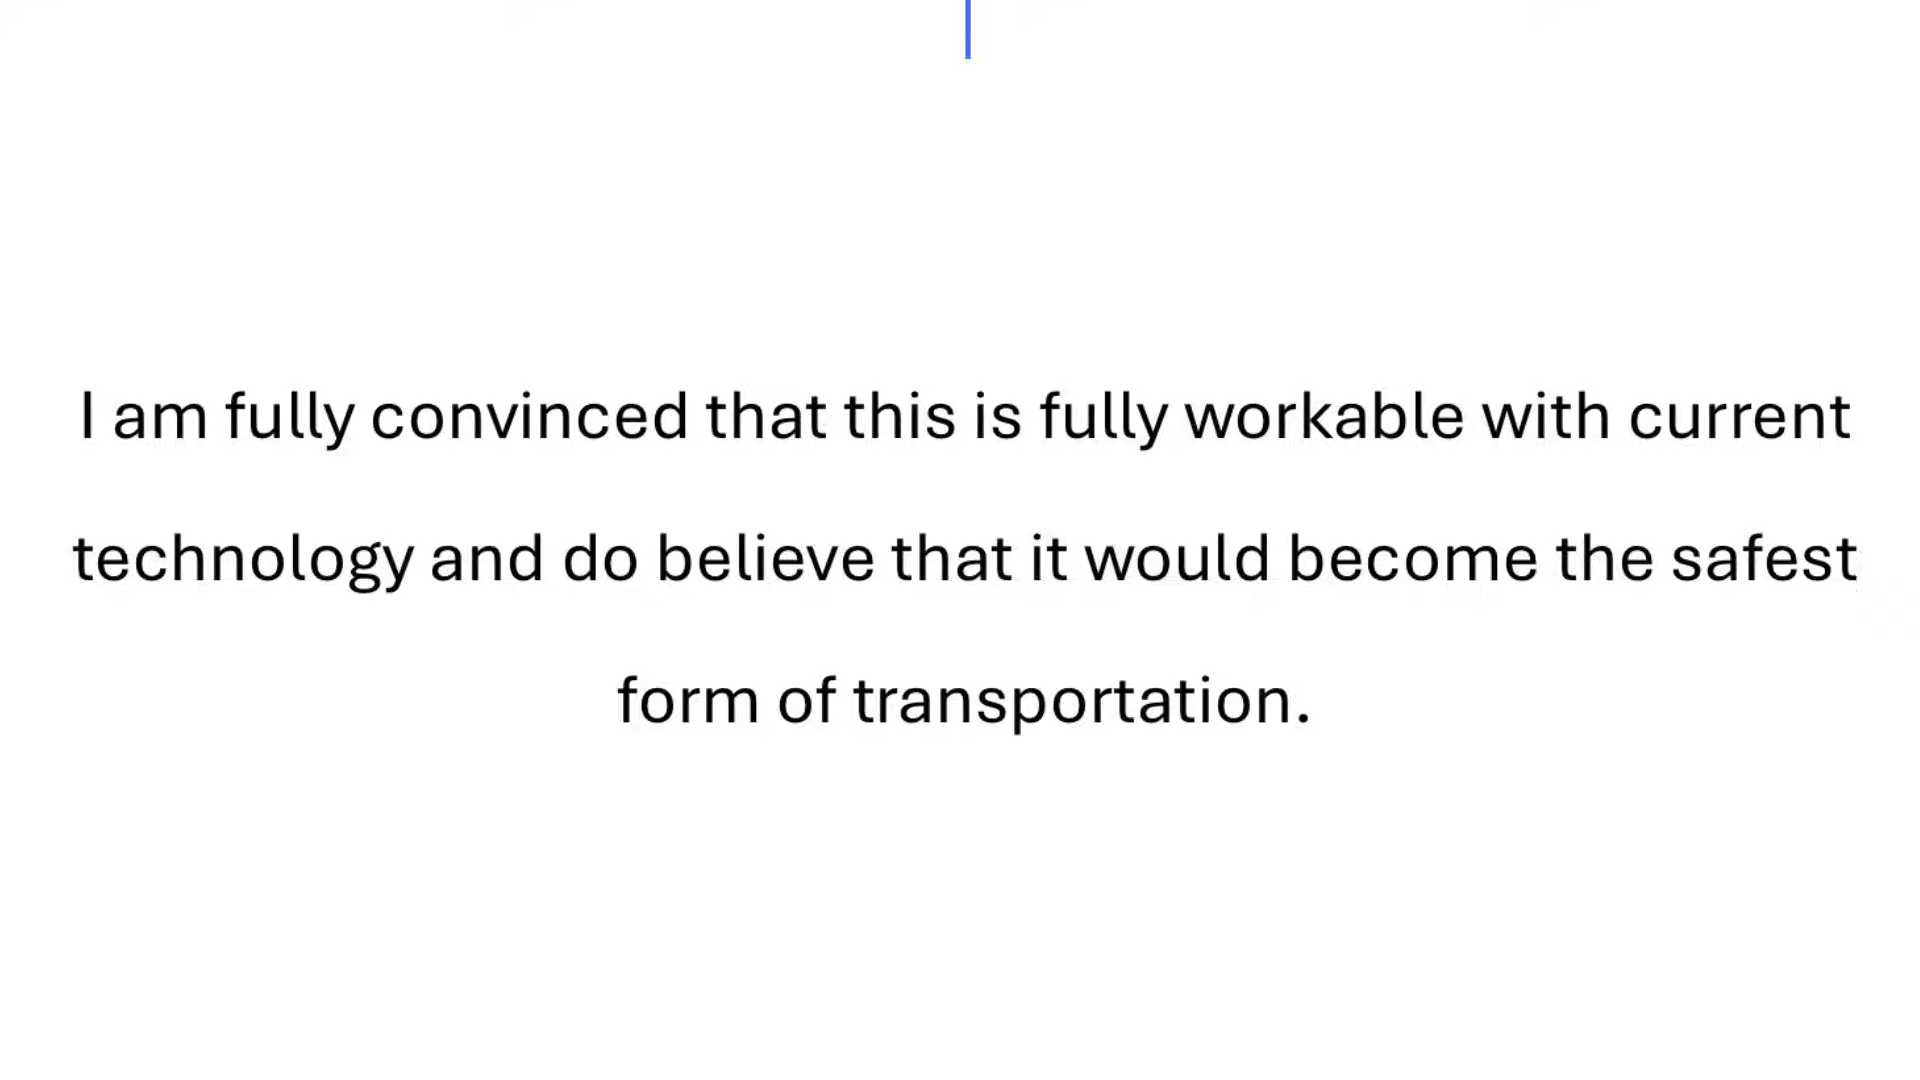 I am fully convinced that this is fully workable with current
technology and do believe that it would become the safest
form of transportation.